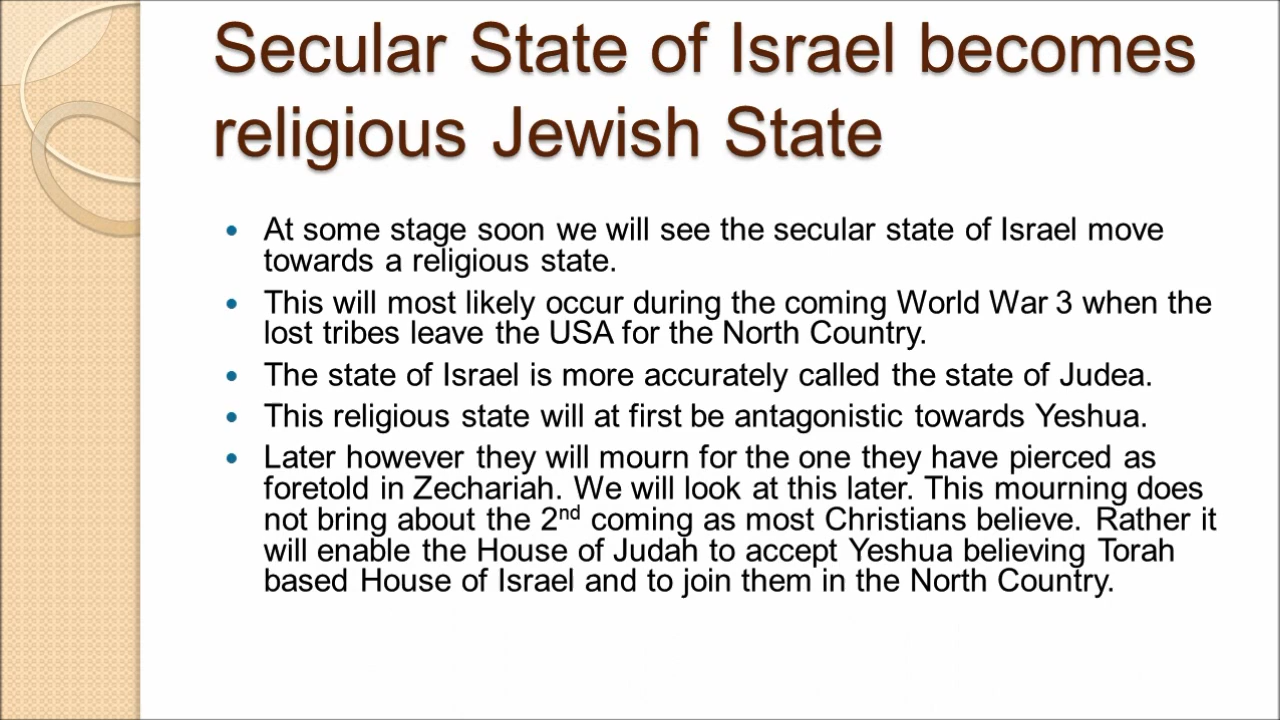 Secular State of Israel becomes
religious Jewish State
• At some stage soon we will see the secular state of Israel move
towards a religious state.
• This will most likely occur during the coming World War 3 when the
lost tribes leave the USA for the North Country.
• The state of Israel is more accurately called the state of Judea.
• This religious state will at first be antagonistic towards Yeshua.
• Later however they will mourn for the one they have pierced as
foretold in Zechariah. We will look at this later. This mourning does
not bring about the 2nd coming as most Christians believe. Rather it
will enable the House of Judah to accept Yeshua believing Torah
based House of Israel and to join them in the North Country.